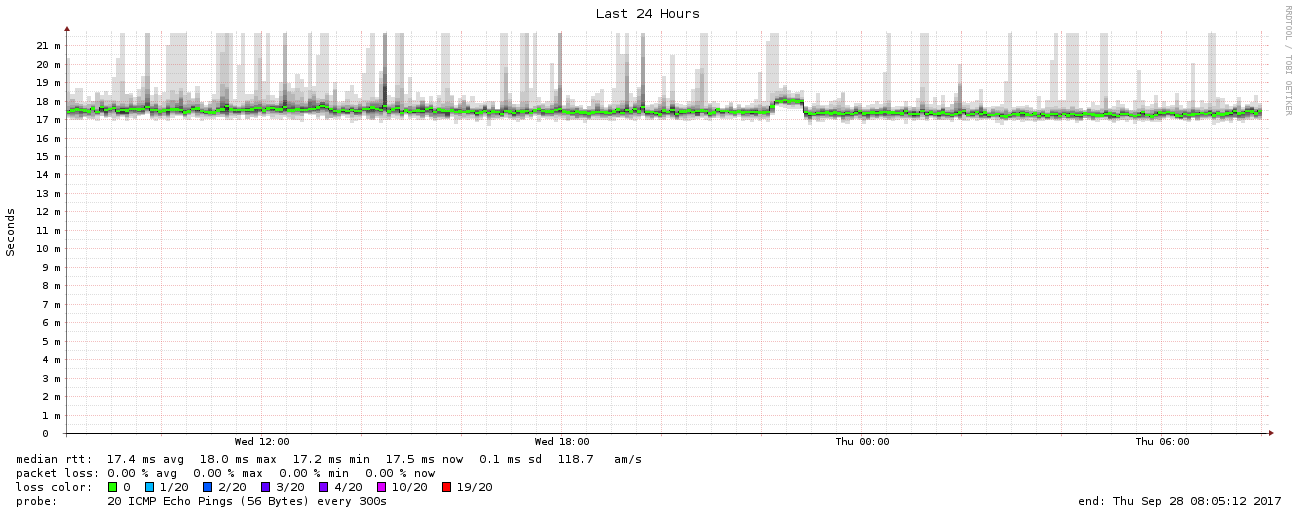 Last 24 Hours
RRDTOOL / TOBI OETIKER
Seconds
21 m
20 m
19 m
18 m
17 m
16 m
15 m
14 m
13 m
12 m
11 m
10 m
9 m
8 m
7 m
6 m
5 m
4 m
3 m
2 m
1 m
0
Wed 12:00 Wed 18:00 Thu 00:00 Thu 06:00
median rtt: 17.4 ms avg 18.0 ms max 17.2 ms min 17.5 ms now 0.1 ms sd 118.7 am/s
packet loss: 0.00 % avg 0.00 % max 0.00 % min 0.00 % now
loss color: 0 1/20 2/20 3/20 4/20 10/20 19/20
probe: 20 ICMP Echo Pings (56 Bytes) every 300s end: Thu Sep 28 08:05:12 2017